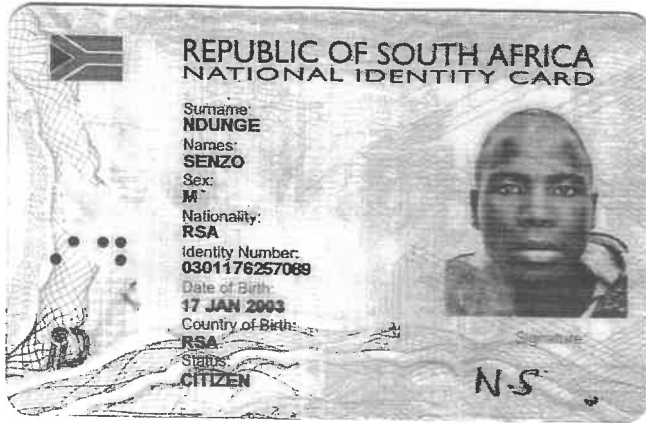 REPUBLIC OF SOUTH AFRICA
NATIONAL IDENTITY CARD
Surname:
NDUNGE
Names:
SENZO
Sex:
M
Nationality:
RSA
Identity Number:
0301176257089
Date of Birth:
17 JAN 2003
Country of Birth:
RSA
Status:
CITIZEN
Signature
N.S